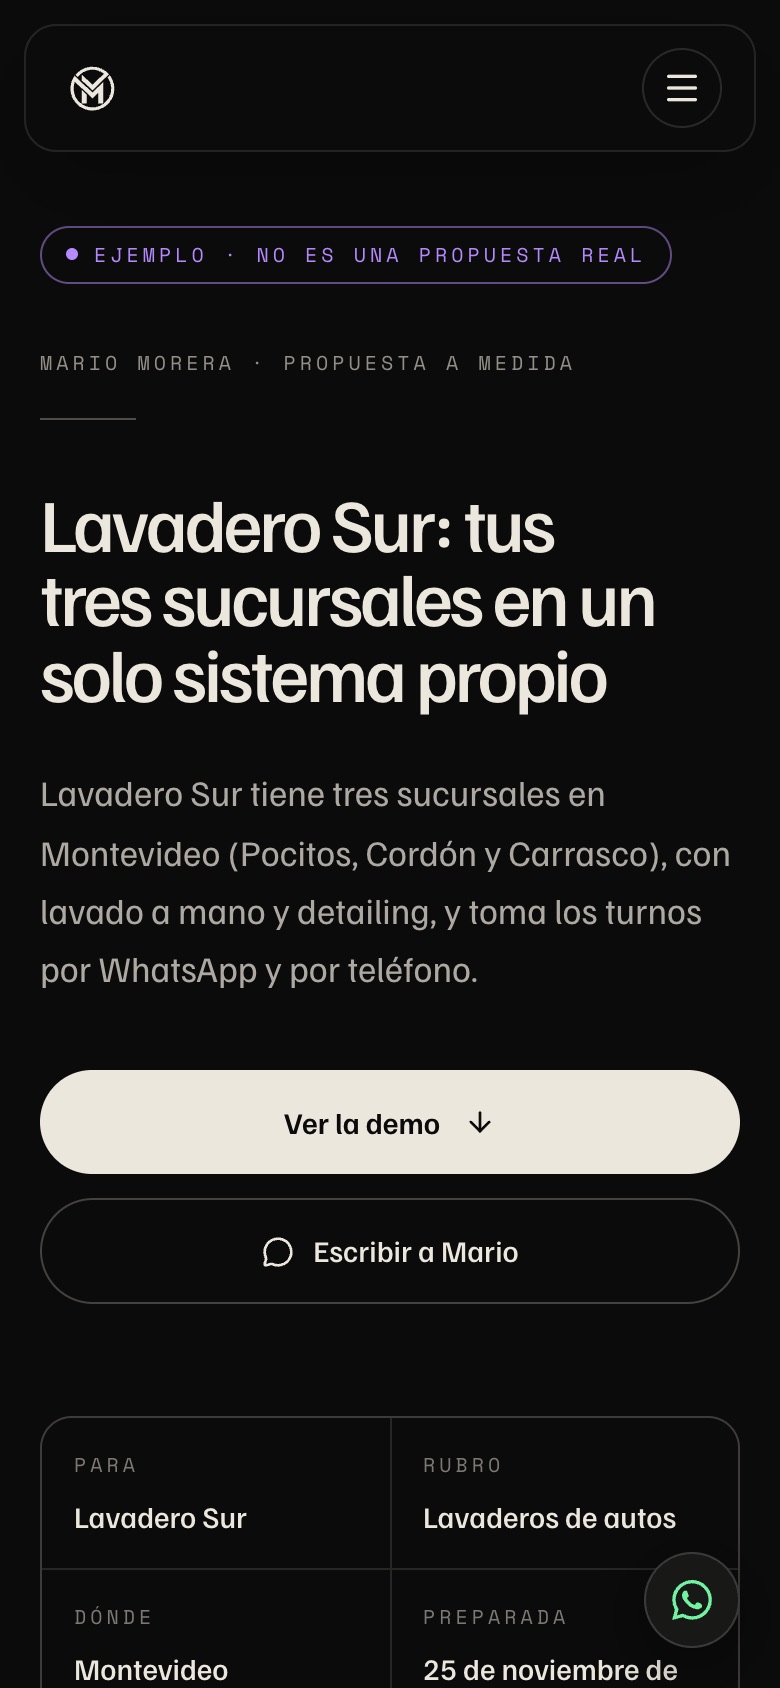 EJEMPLO · NO ES UNA PROPUESTA REAL
MARIO MORERA · PROPUESTA A MEDIDA
Lavadero Sur: tus
tres sucursales en un
solo sistema propio
Lavadero Sur tiene tres sucursales en
Montevideo (Pocitos, Cordón y Carrasco), con
lavado a mano y detailing, y toma los turnos
por WhatsApp y por teléfono.
Ver la demo
Escribir a Mario
PARA
Lavadero Sur
RUBRO
Lavaderos de autos
DÓNDE
Montevideo
PREPARADA
25 de noviembre de